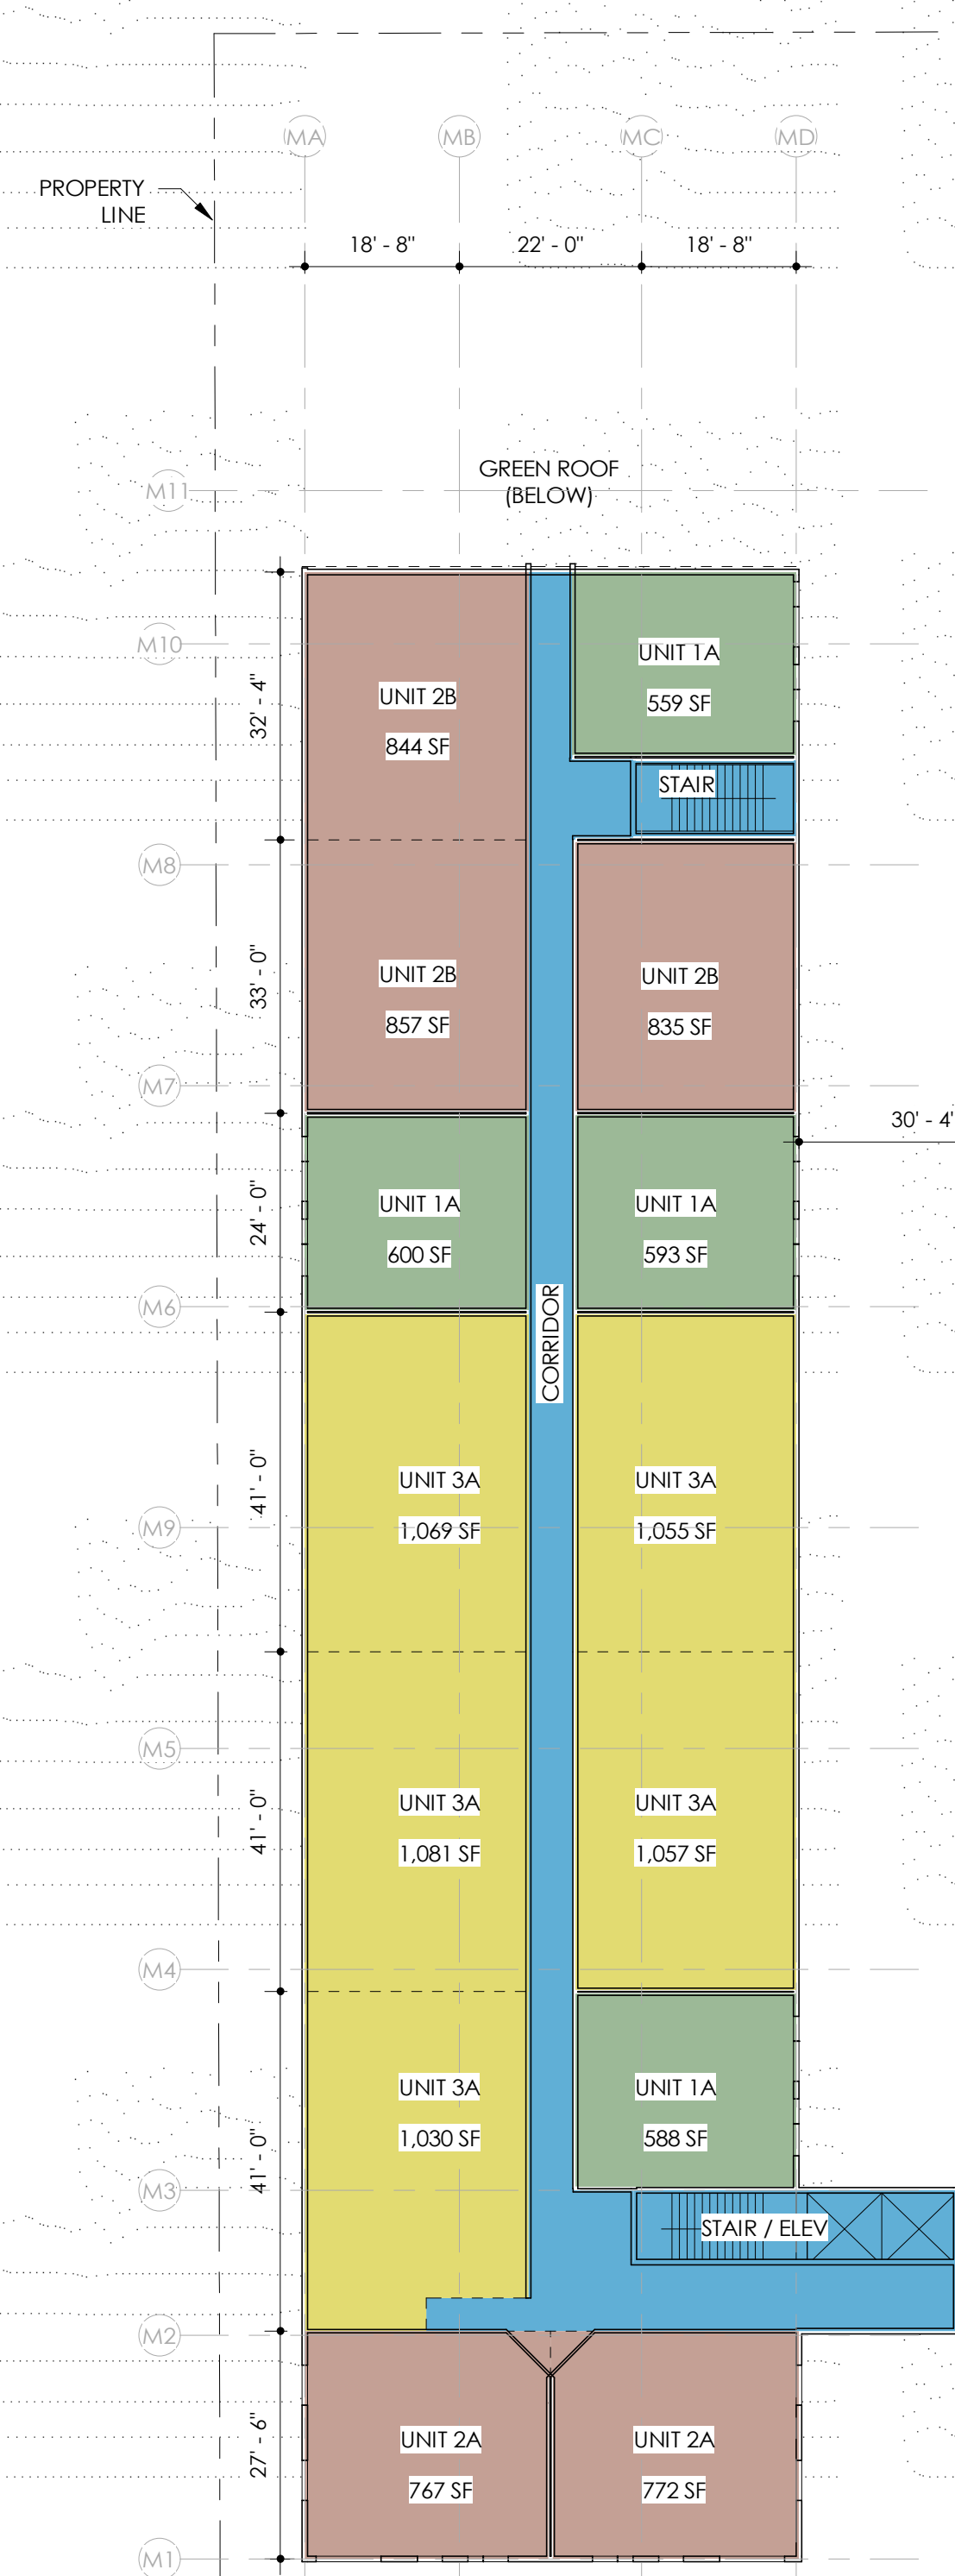 MA
MB
MC
MD
PROPERTY
LINE
18' - 8"
22' - 0"
18' - 8"
GREEN ROOF
(BELOW)
M11
M10
UNIT 1A
559 SF
32' - 4"
UNIT 2B
844 SF
STAIR
M8
33' - 0"
UNIT 2B
857 SF
UNIT 2B
835 SF
M7
30' - 4'
24' - 0"
UNIT 1A
600 SF
UNIT 1A
593 SF
M6
CORRIDOR
41' - 0"
UNIT 3A
1,069 SF
UNIT 3A
1,055 SF
M9
M5
41' - 0"
UNIT 3A
1,081 SF
UNIT 3A
1,057 SF
M4
41' - 0"
UNIT 3A
1,030 SF
UNIT 1A
588 SF
M3
STAIR / ELEV
M2
27' - 6"
UNIT 2A
767 SF
UNIT 2A
772 SF
M1